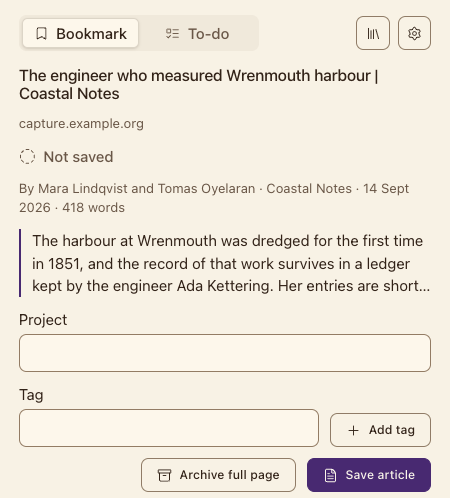 Bookmark
To-do
The engineer who measured Wrenmouth harbour |
Coastal Notes
capture.example.org
Not saved
By Mara Lindqvist and Tomas Oyelaran · Coastal Notes · 14 Sept
2026 · 418 words
The harbour at Wrenmouth was dredged for the first time
in 1851, and the record of that work survives in a ledger
kept by the engineer Ada Kettering. Her entries are short...
Project
Tag
Add tag
Archive full page
Save article